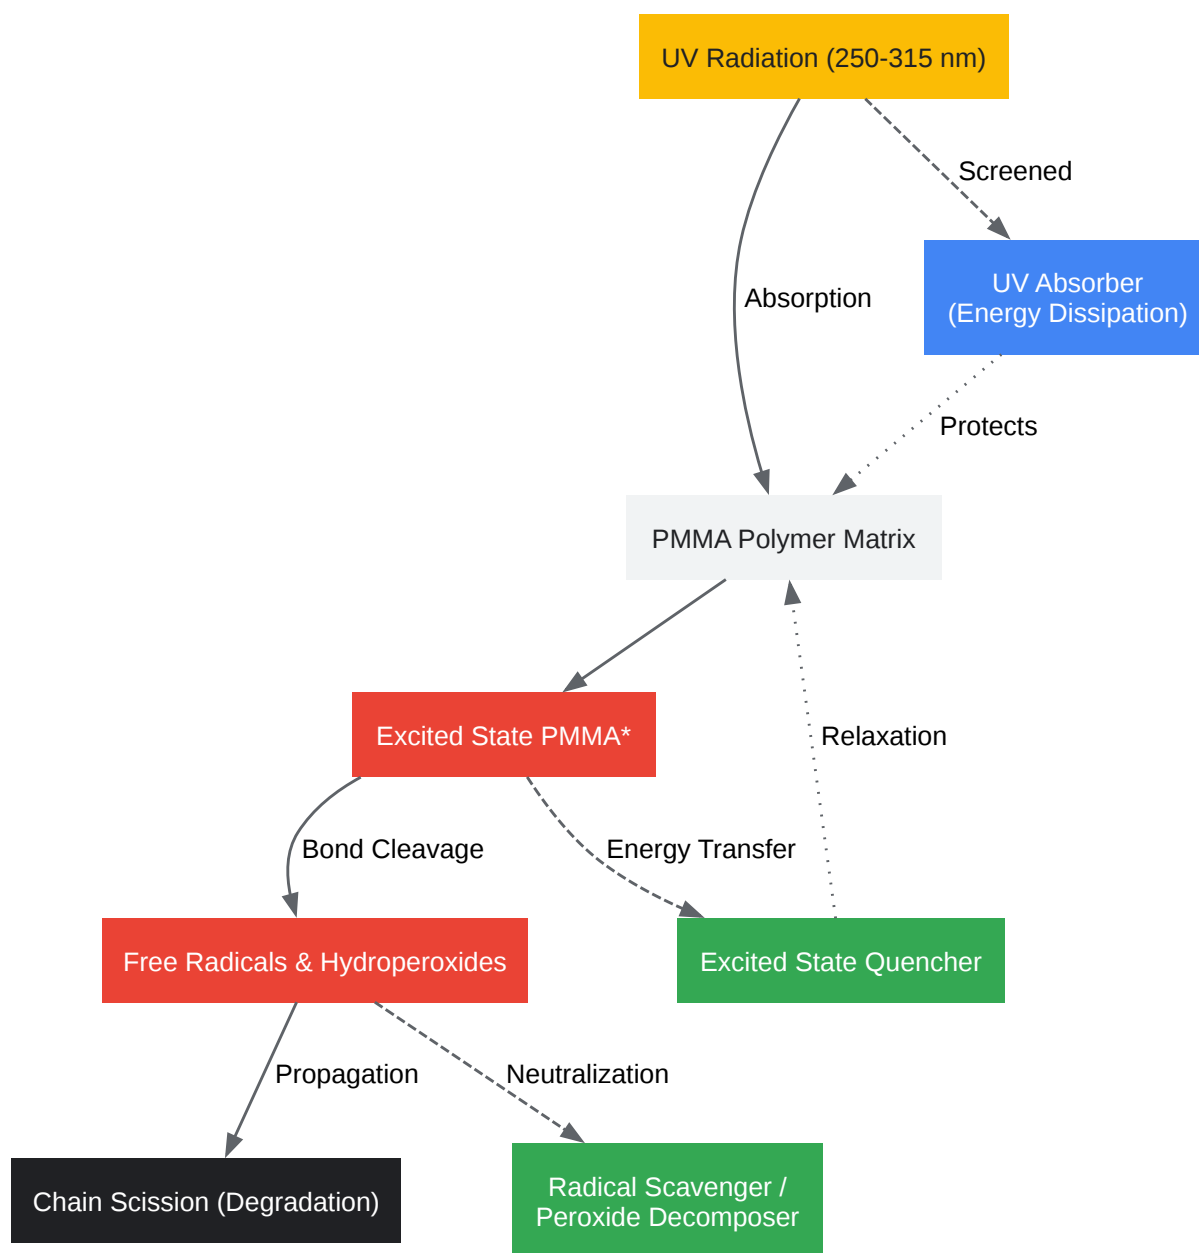 UV Radiation (250-315 nm)
Screened
UV Absorber
(Energy Dissipation)
Absorption
Protects
PMMA Polymer Matrix
Excited State PMMA*
Relaxation
Bond Cleavage
Energy Transfer
Free Radicals & Hydroperoxides
Excited State Quencher
Propagation
Neutralization
Chain Scission (Degradation)
Radical Scavenger /
Peroxide Decomposer